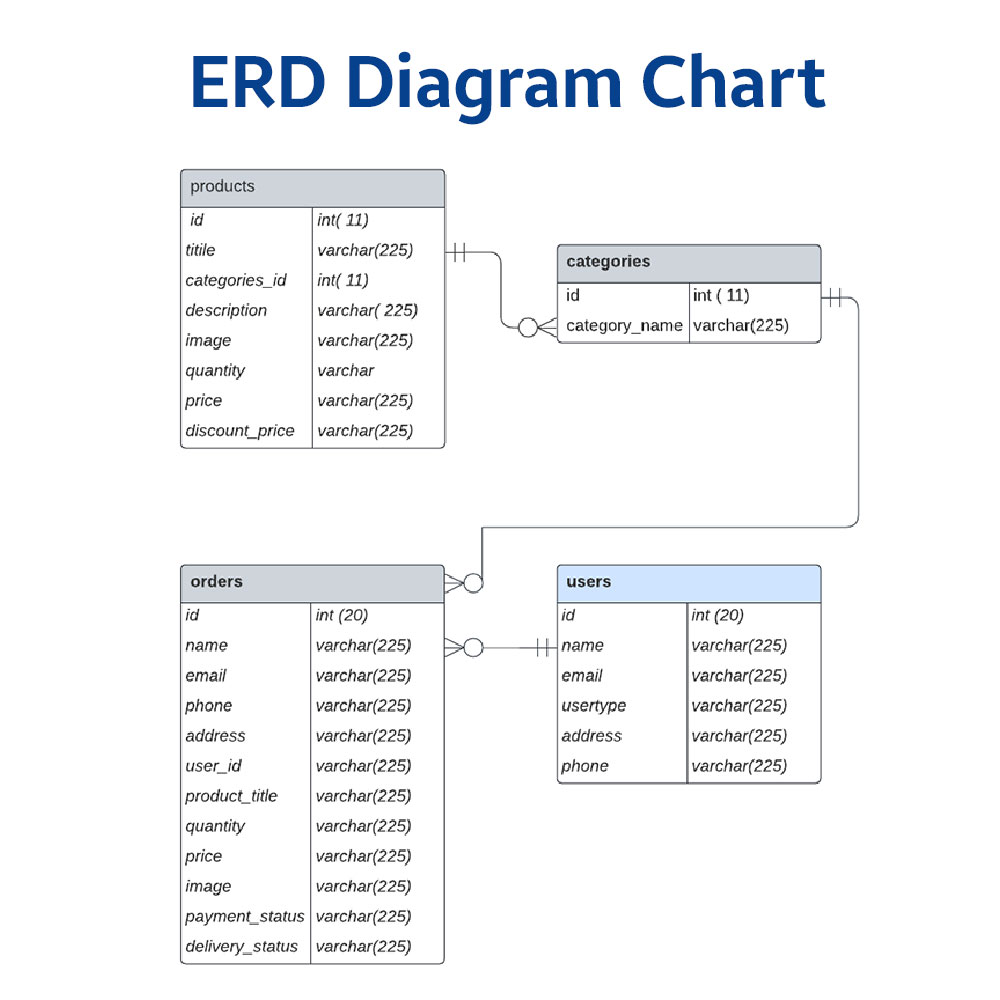 ERD Diagram Chart
products
id int( 11)
titile varchar(225)
categories_id int( 11)
description varchar( 225)
image varchar(225)
quantity varchar
price varchar(225)
discount_price varchar(225)
categories
id int ( 11)
category_name varchar(225)
orders
id int (20)
name varchar(225)
email varchar(225)
phone varchar(225)
address varchar(225)
user_id varchar(225)
product_title varchar(225)
quantity varchar(225)
price varchar(225)
image varchar(225)
payment_status varchar(225)
delivery_status varchar(225)
users
id int (20)
name varchar(225)
email varchar(225)
usertype varchar(225)
address varchar(225)
phone varchar(225)